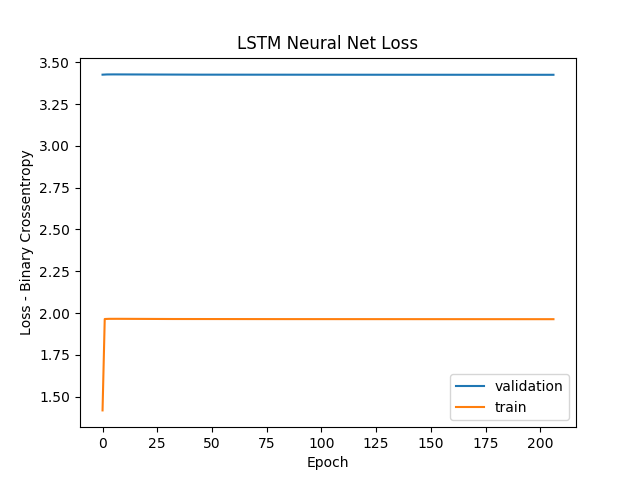 LSTM Neural Net Loss
Loss - Binary Crossentropy
3.50
3.25
3.00
2.75
2.50
2.25
2.00
1.75
1.50
validation
train
0 25 50 75 100 125 150 175 200
Epoch